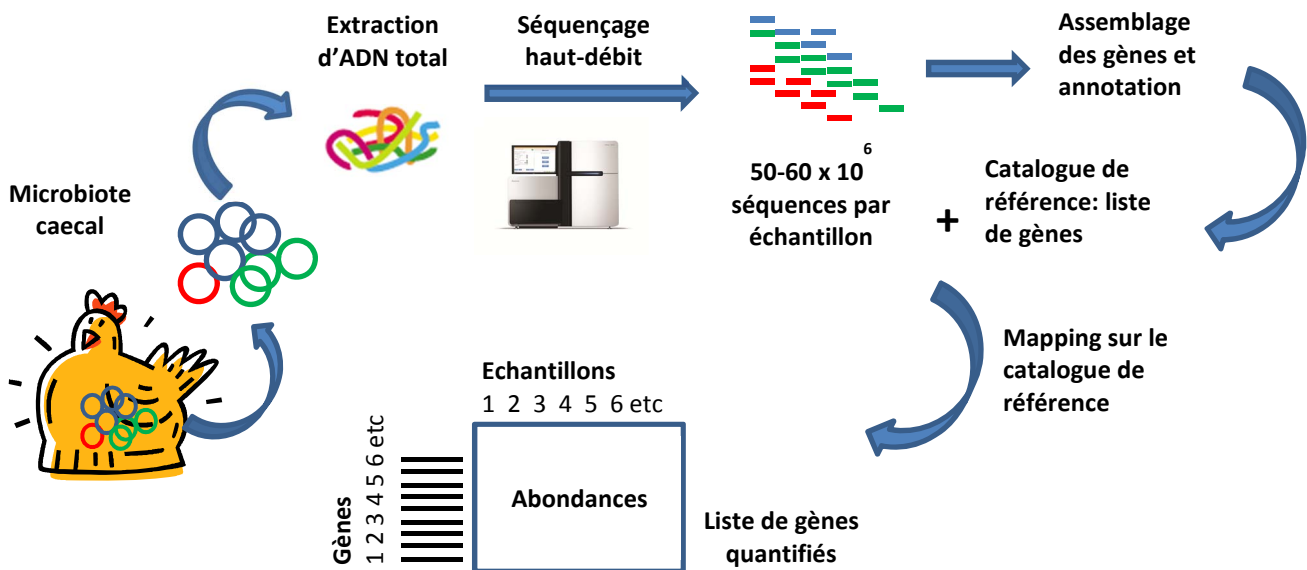 Extraction
d'ADN total
Séquençage
haut-débit
Assemblage
des gènes et
annotation
Microbiote
caecal
50-60 x 10⁶
séquences par
échantillon
+
Catalogue de
référence: liste
de gènes
Mapping sur le
catalogue de
référence
Echantillons
1 2 3 4 5 6 etc
Gènes
1 2 3 4 5 6 etc
Abondances
Liste de gènes
quantifiés